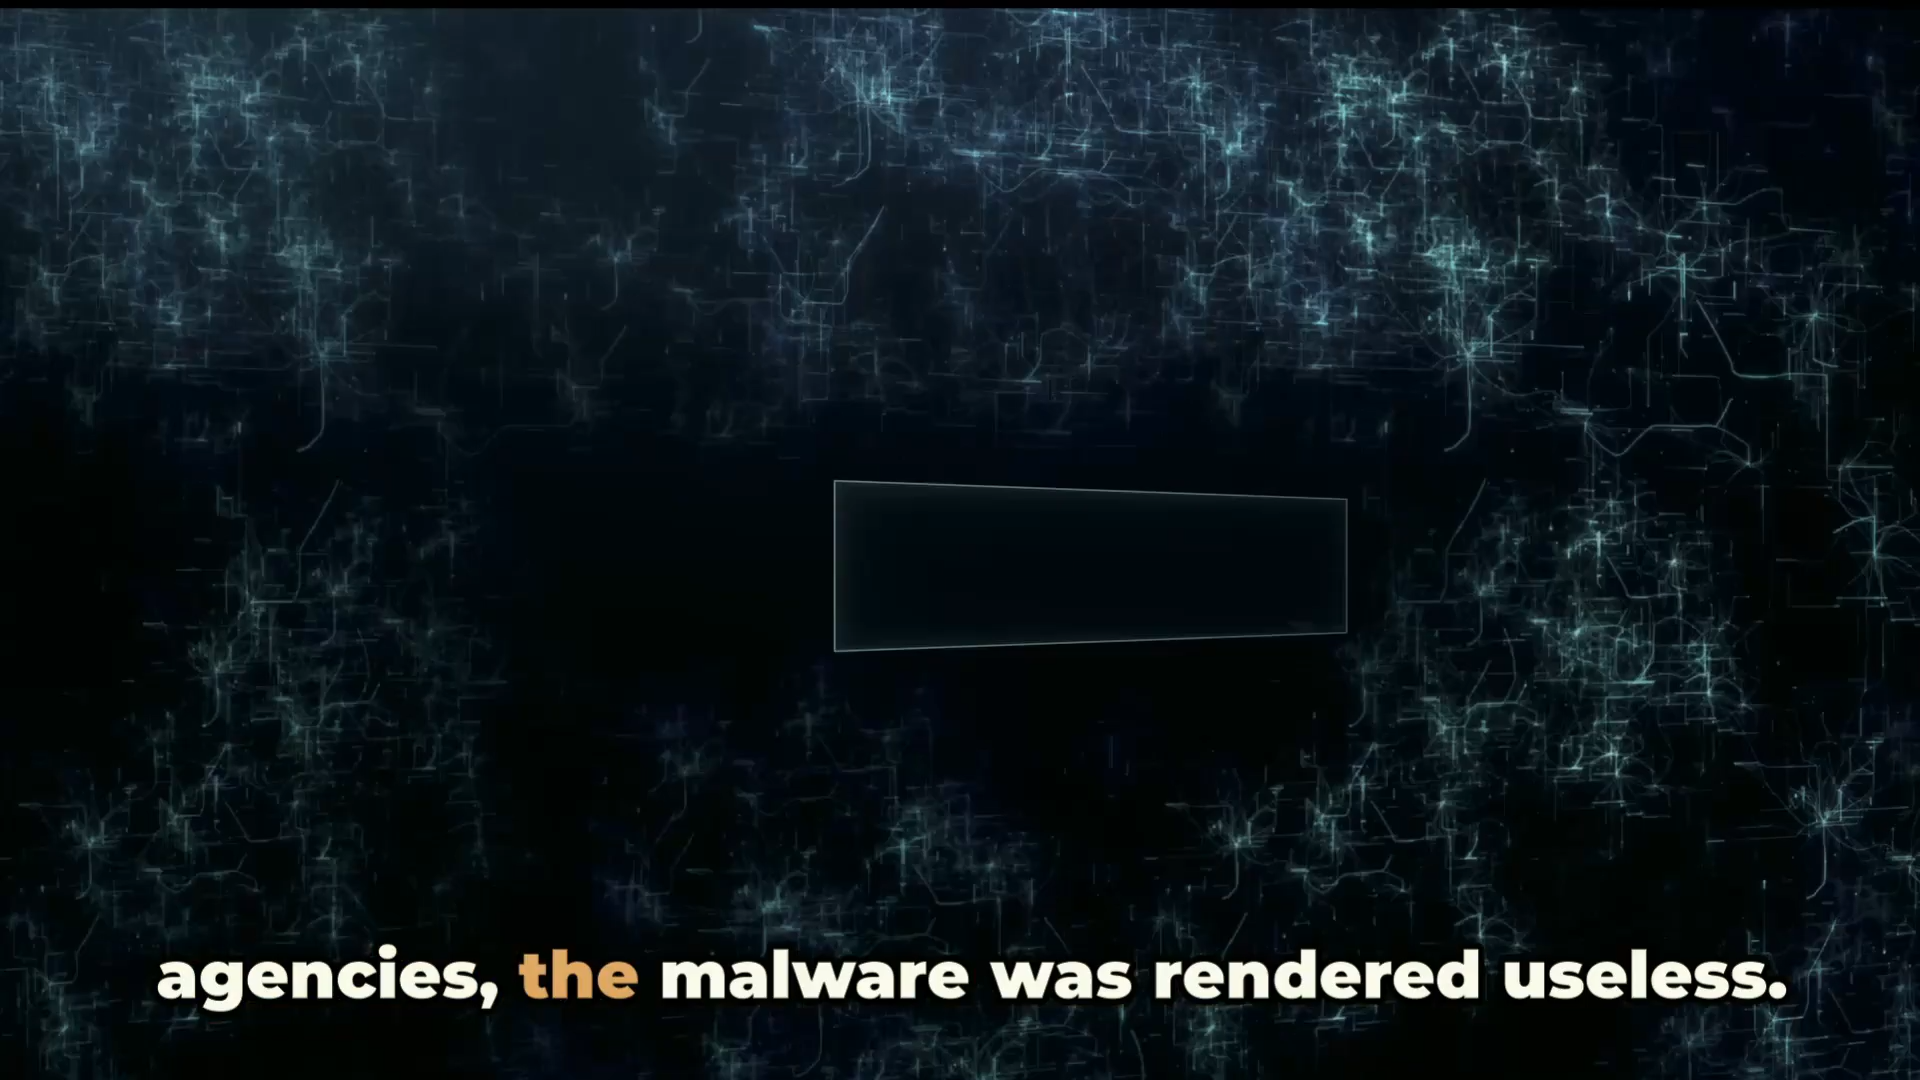 agencies, the malware was rendered useless.